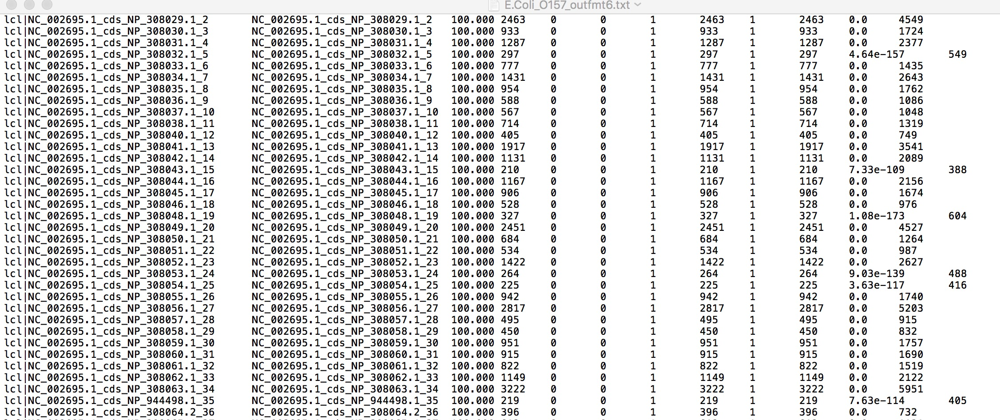 E.Coli_O157_outfmt6.txt
lcl|NC_002695.1_cds_NP_308029.1_2 NC_002695.1_cds_NP_308029.1_2 100.000 2463 0 0 1 2463 1 2463 0.0 4549
lcl|NC_002695.1_cds_NP_308030.1_3 NC_002695.1_cds_NP_308030.1_3 100.000 933 0 0 1 933 1 933 0.0 1724
lcl|NC_002695.1_cds_NP_308031.1_4 NC_002695.1_cds_NP_308031.1_4 100.000 1287 0 0 1 1287 1 1287 0.0 2377
lcl|NC_002695.1_cds_NP_308032.1_5 NC_002695.1_cds_NP_308032.1_5 100.000 297 0 0 1 297 1 297 4.64e-157 549
lcl|NC_002695.1_cds_NP_308033.1_6 NC_002695.1_cds_NP_308033.1_6 100.000 777 0 0 1 777 1 777 0.0 1435
lcl|NC_002695.1_cds_NP_308034.1_7 NC_002695.1_cds_NP_308034.1_7 100.000 1431 0 0 1 1431 1 1431 0.0 2643
lcl|NC_002695.1_cds_NP_308035.1_8 NC_002695.1_cds_NP_308035.1_8 100.000 954 0 0 1 954 1 954 0.0 1762
lcl|NC_002695.1_cds_NP_308036.1_9 NC_002695.1_cds_NP_308036.1_9 100.000 588 0 0 1 588 1 588 0.0 1086
lcl|NC_002695.1_cds_NP_308037.1_10 NC_002695.1_cds_NP_308037.1_10 100.000 567 0 0 1 567 1 567 0.0 1048
lcl|NC_002695.1_cds_NP_308038.1_11 NC_002695.1_cds_NP_308038.1_11 100.000 714 0 0 1 714 1 714 0.0 1319
lcl|NC_002695.1_cds_NP_308040.1_12 NC_002695.1_cds_NP_308040.1_12 100.000 405 0 0 1 405 1 405 0.0 749
lcl|NC_002695.1_cds_NP_308041.1_13 NC_002695.1_cds_NP_308041.1_13 100.000 1917 0 0 1 1917 1 1917 0.0 3541
lcl|NC_002695.1_cds_NP_308042.1_14 NC_002695.1_cds_NP_308042.1_14 100.000 1131 0 0 1 1131 1 1131 0.0 2089
lcl|NC_002695.1_cds_NP_308043.1_15 NC_002695.1_cds_NP_308043.1_15 100.000 210 0 0 1 210 1 210 7.33e-109 388
lcl|NC_002695.1_cds_NP_308044.1_16 NC_002695.1_cds_NP_308044.1_16 100.000 1167 0 0 1 1167 1 1167 0.0 2156
lcl|NC_002695.1_cds_NP_308045.1_17 NC_002695.1_cds_NP_308045.1_17 100.000 906 0 0 1 906 1 906 0.0 1674
lcl|NC_002695.1_cds_NP_308046.1_18 NC_002695.1_cds_NP_308046.1_18 100.000 528 0 0 1 528 1 528 0.0 976
lcl|NC_002695.1_cds_NP_308048.1_19 NC_002695.1_cds_NP_308048.1_19 100.000 327 0 0 1 327 1 327 1.08e-173 604
lcl|NC_002695.1_cds_NP_308049.1_20 NC_002695.1_cds_NP_308049.1_20 100.000 2451 0 0 1 2451 1 2451 0.0 4527
lcl|NC_002695.1_cds_NP_308050.1_21 NC_002695.1_cds_NP_308050.1_21 100.000 684 0 0 1 684 1 684 0.0 1264
lcl|NC_002695.1_cds_NP_308051.1_22 NC_002695.1_cds_NP_308051.1_22 100.000 534 0 0 1 534 1 534 0.0 987
lcl|NC_002695.1_cds_NP_308052.1_23 NC_002695.1_cds_NP_308052.1_23 100.000 1422 0 0 1 1422 1 1422 0.0 2627
lcl|NC_002695.1_cds_NP_308053.1_24 NC_002695.1_cds_NP_308053.1_24 100.000 264 0 0 1 264 1 264 9.03e-139 488
lcl|NC_002695.1_cds_NP_308054.1_25 NC_002695.1_cds_NP_308054.1_25 100.000 225 0 0 1 225 1 225 3.63e-117 416
lcl|NC_002695.1_cds_NP_308055.1_26 NC_002695.1_cds_NP_308055.1_26 100.000 942 0 0 1 942 1 942 0.0 1740
lcl|NC_002695.1_cds_NP_308056.1_27 NC_002695.1_cds_NP_308056.1_27 100.000 2817 0 0 1 2817 1 2817 0.0 5203
lcl|NC_002695.1_cds_NP_308057.1_28 NC_002695.1_cds_NP_308057.1_28 100.000 495 0 0 1 495 1 495 0.0 915
lcl|NC_002695.1_cds_NP_308058.1_29 NC_002695.1_cds_NP_308058.1_29 100.000 450 0 0 1 450 1 450 0.0 832
lcl|NC_002695.1_cds_NP_308059.1_30 NC_002695.1_cds_NP_308059.1_30 100.000 951 0 0 1 951 1 951 0.0 1757
lcl|NC_002695.1_cds_NP_308060.1_31 NC_002695.1_cds_NP_308060.1_31 100.000 915 0 0 1 915 1 915 0.0 1690
lcl|NC_002695.1_cds_NP_308061.1_32 NC_002695.1_cds_NP_308061.1_32 100.000 822 0 0 1 822 1 822 0.0 1519
lcl|NC_002695.1_cds_NP_308062.1_33 NC_002695.1_cds_NP_308062.1_33 100.000 1149 0 0 1 1149 1 1149 0.0 2122
lcl|NC_002695.1_cds_NP_308063.1_34 NC_002695.1_cds_NP_308063.1_34 100.000 3222 0 0 1 3222 1 3222 0.0 5951
lcl|NC_002695.1_cds_NP_944498.1_35 NC_002695.1_cds_NP_944498.1_35 100.000 219 0 0 1 219 1 219 7.63e-114 405
lcl|NC_002695.1_cds_NP_308064.2_36 NC_002695.1_cds_NP_308064.2_36 100.000 396 0 0 1 396 1 396 0.0 732